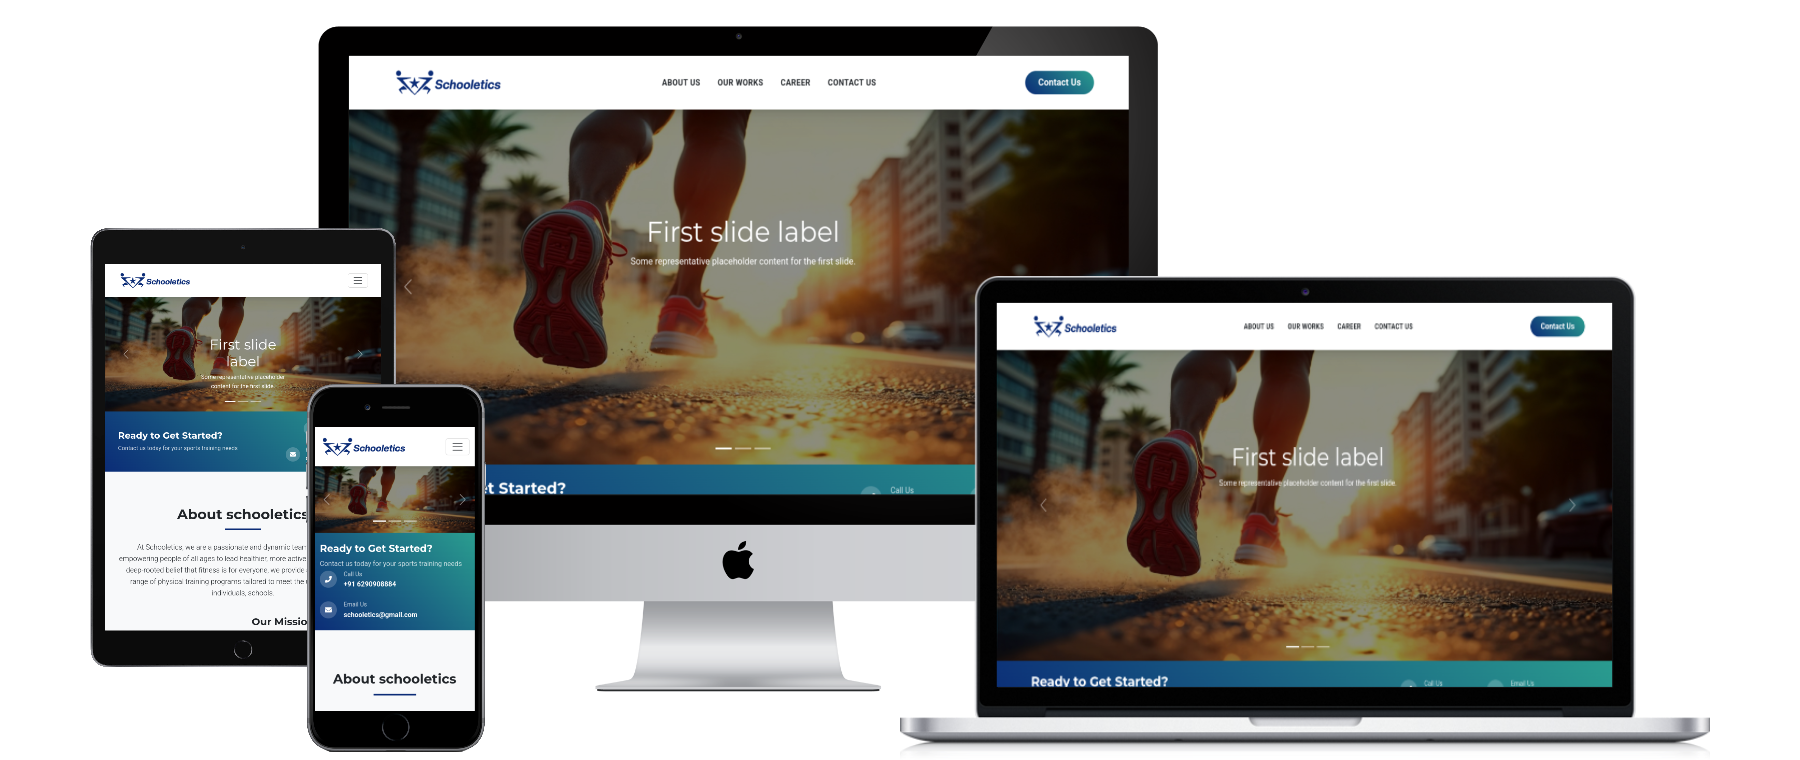 Schooletics
ABOUT US OUR WORKS CAREER CONTACT US
Contact Us
First slide label
Some representative placeholder content for the first slide.
t Started?
Call Us
Schooletics
First slide
label
Some representative placeholder
content for the first slide.
Ready to Get Started?
Contact us today for your sports training needs
About schooletics
At Schooletics, we are a passionate and dynamic team
empowering people of all ages to lead healthier, more active
deep-rooted belief that fitness is for everyone, we provide
range of physical training programs tailored to meet the
individuals, schools.
Our Missio
Schooletics
Ready to Get Started?
Contact us today for your sports training needs
Call Us
+91 6290908884
Email Us
schooletics@gmail.com
About schooletics
Schooletics
ABOUT US OUR WORKS CAREER CONTACT US
Contact Us
First slide label
Some representative placeholder content for the first slide.
Ready to Get Started?
Call Us
Email Us